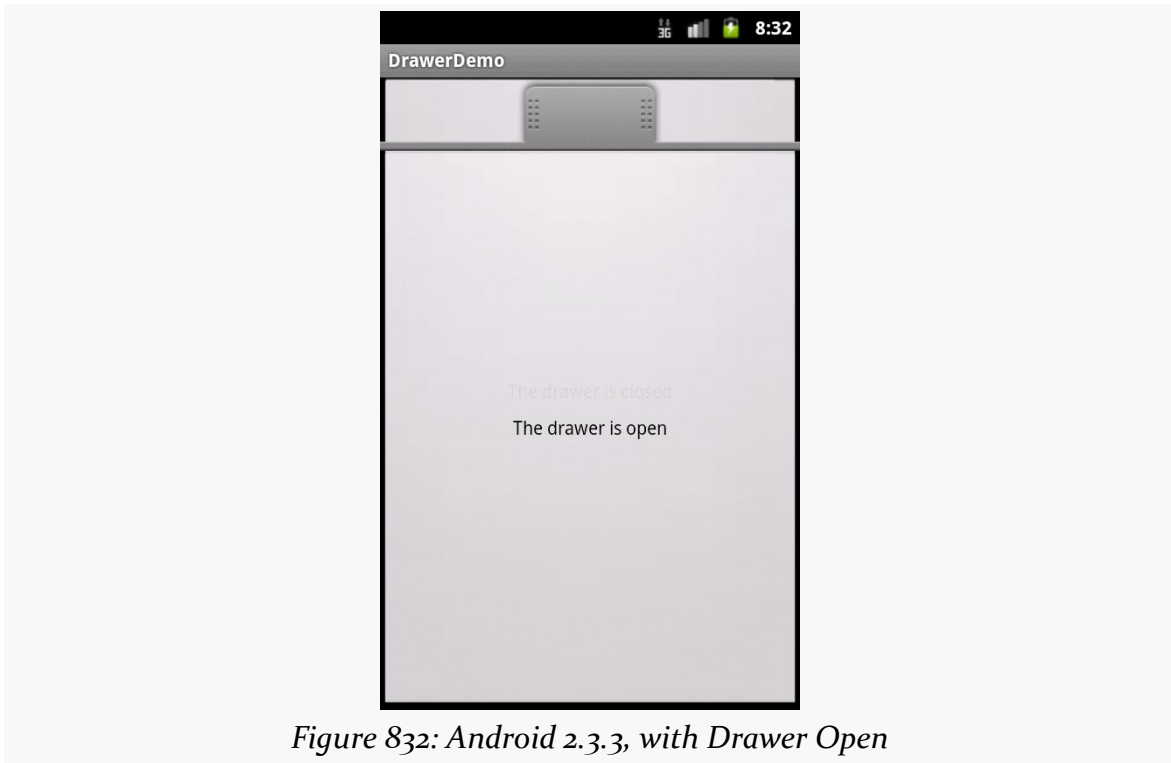 3G 8:32
DrawerDemo
The drawer is closed
The drawer is open
Figure 832: Android 2.3.3, with Drawer Open